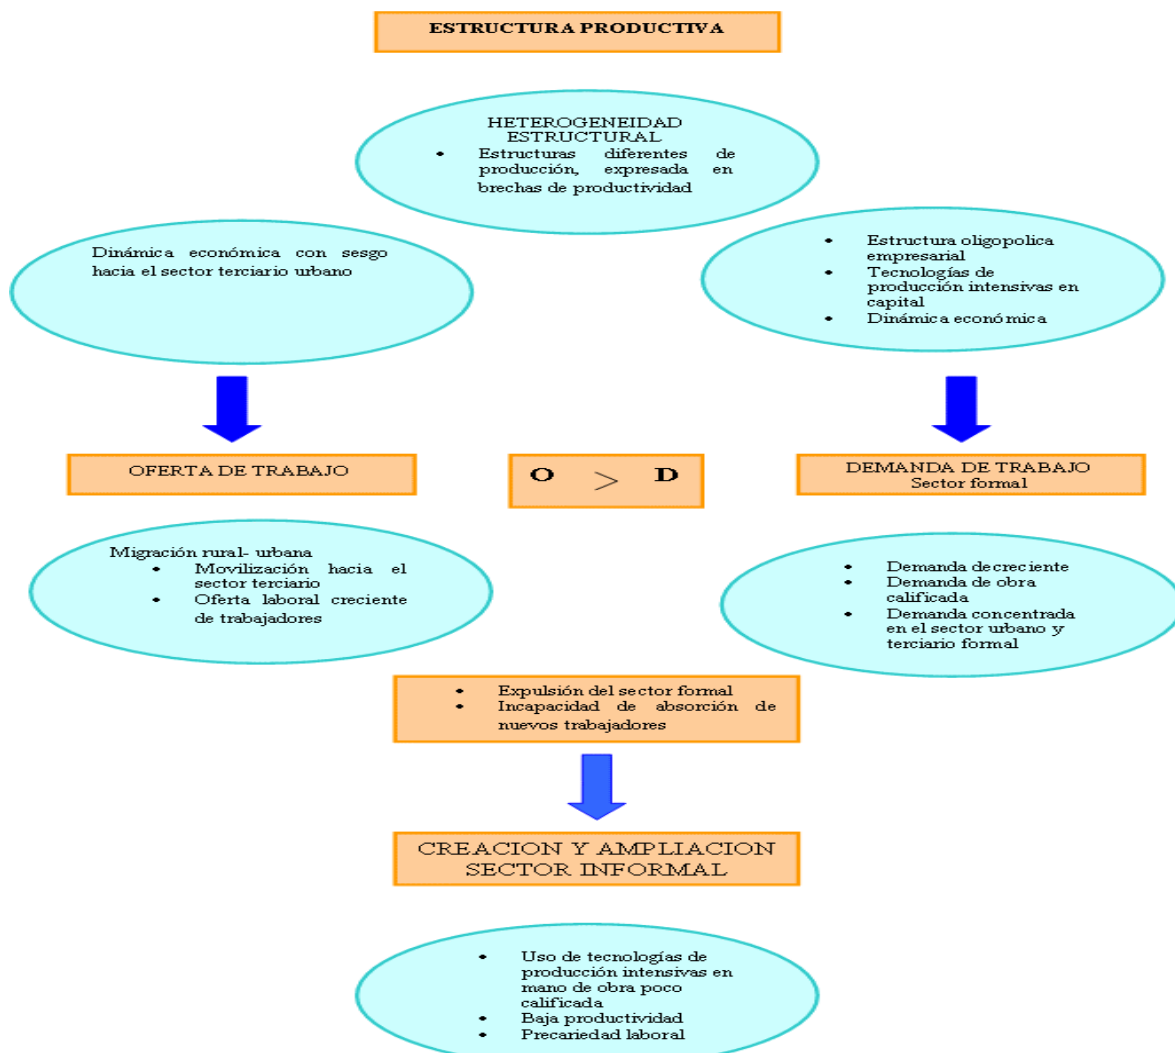 ESTRUCTURA PRODUCTIVA
HETEROGENEIDAD
ESTRUCTURAL
• Estructuras diferentes de
producción, expresada en
brechas de productividad
Dinámica económica con sesgo
hacia el sector terciario urbano
• Estructura oligopolica
empresarial
• Tecnologías de
producción intensivas en
capital
• Dinámica económica
OFERTA DE TRABAJO
O > D
DEMANDA DE TRABAJO
Sector formal
Migración rural- urbana
• Movilización hacia el
sector terciario
• Oferta laboral creciente
de trabajadores
• Demanda decreciente
• Demanda de obra
calificada
• Demanda concentrada
en el sector urbano y
terciario formal
• Expulsión del sector formal
• Incapacidad de absorción de
nuevos trabajadores
CREACION Y AMPLIACION
SECTOR INFORMAL
• Uso de tecnologías de
producción intensivas en
mano de obra poco
calificada
• Baja productividad
• Precariedad laboral